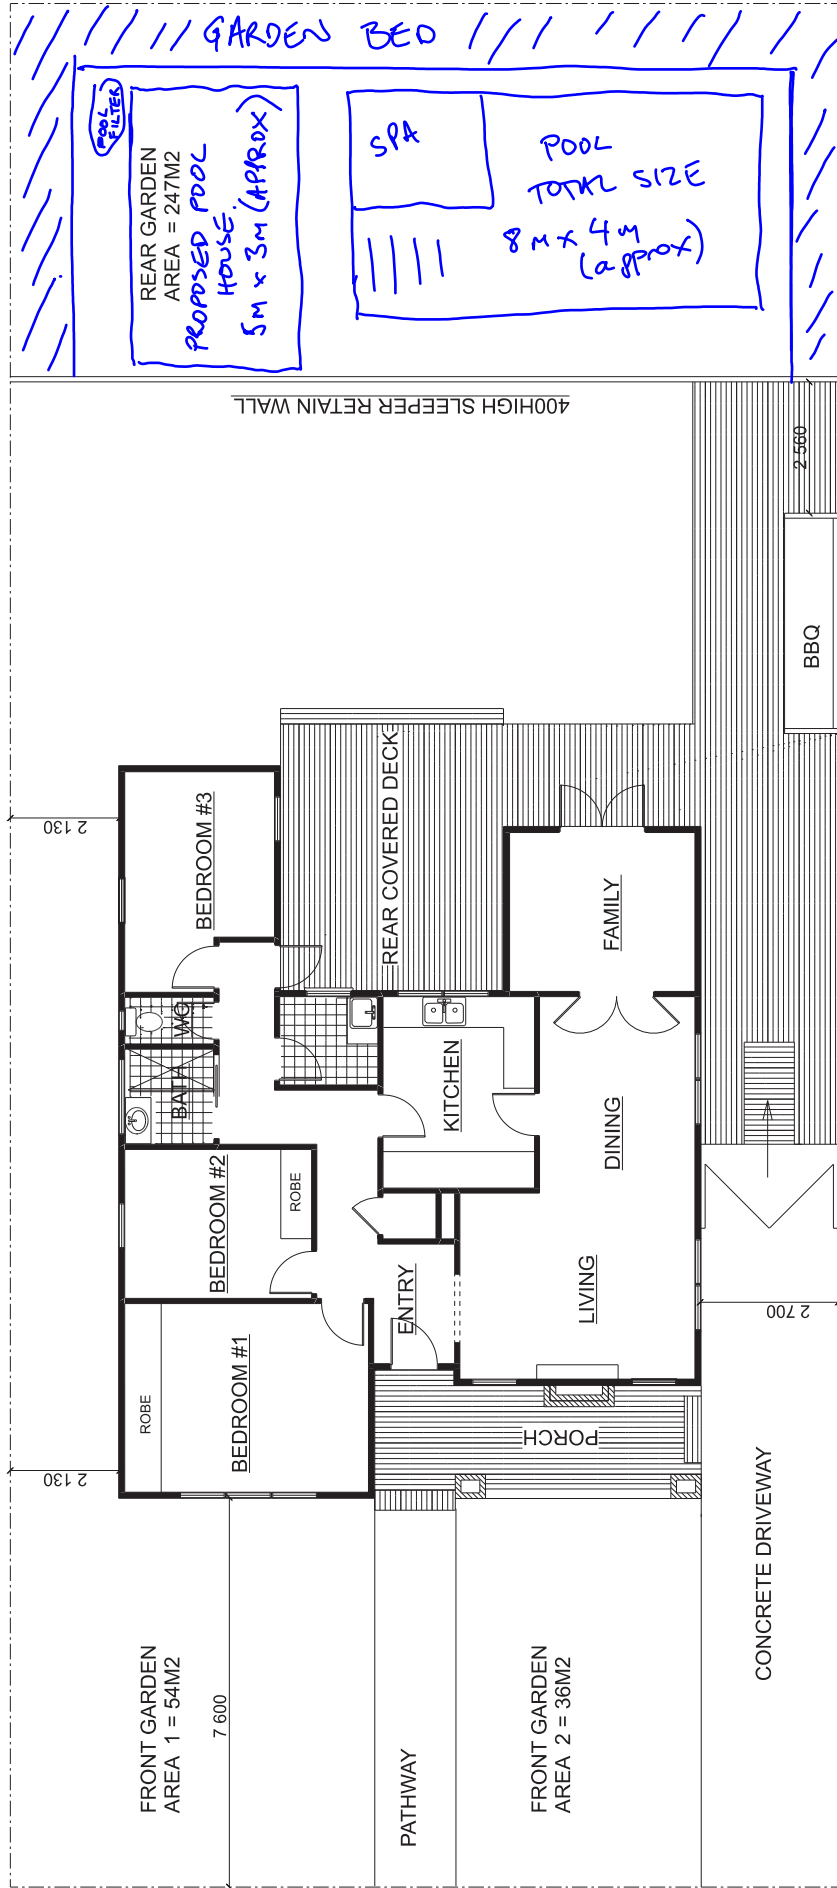 GARDEN BED
POOL
FILTER
REAR GARDEN
AREA = 247M2
PROPOSED POOL
HOUSE.
5M x 3M (APPROX)
SPA
POOL
TOTAL SIZE
8M x 4M
(approx)
400HIGH SLEEPER RETAIN WALL
2 560
BBQ
2 130
BEDROOM #3
REAR COVERED DECK
FAMILY
WC
BATH
KITCHEN
DINING
BEDROOM #2
ROBE
ENTRY
LIVING
2 700
BEDROOM #1
ROBE
PORCH
2 130
CONCRETE DRIVEWAY
FRONT GARDEN
AREA 1 = 54M2
7 600
PATHWAY
FRONT GARDEN
AREA 2 = 36M2